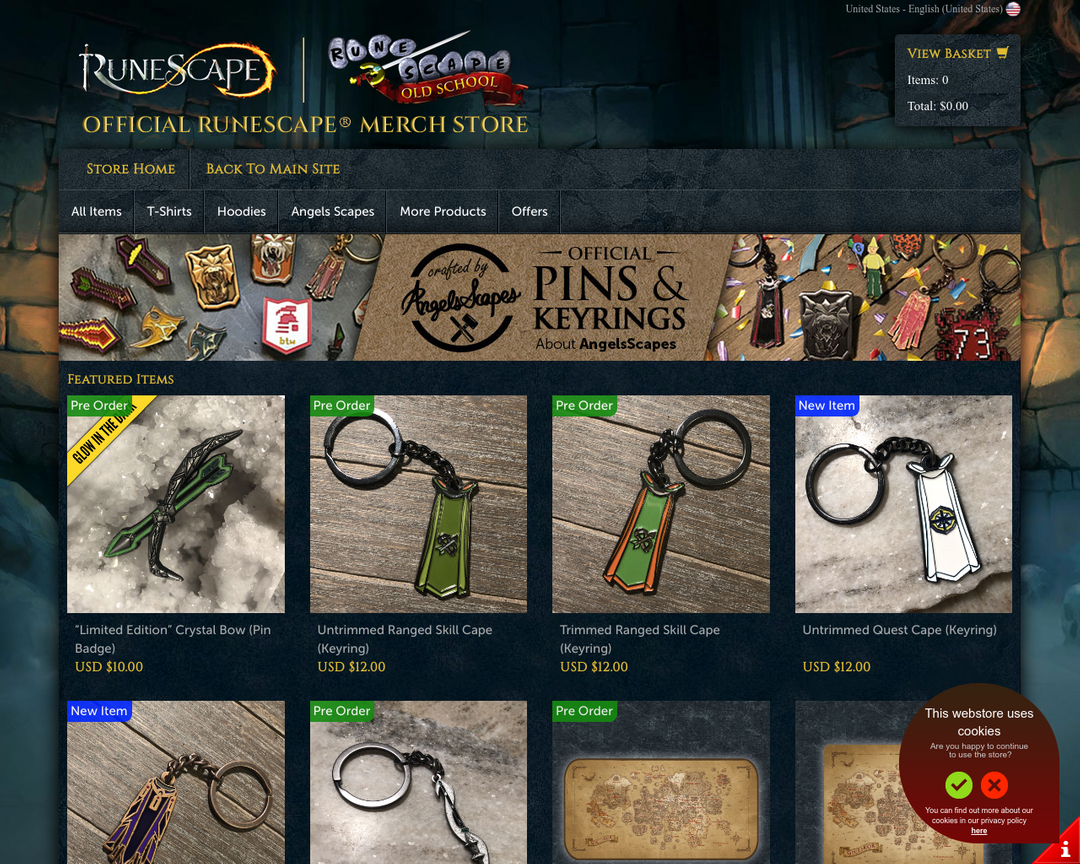 United States - English (United States)
RUNESCAPE
RUNE
SCAPE
OLD SCHOOL
OFFICIAL RUNESCAPE® MERCH STORE
VIEW BASKET
Items: 0
Total: $0.00
STORE HOME
BACK TO MAIN SITE
All Items
T-Shirts
Hoodies
Angels Scapes
More Products
Offers
btw
crafted by
AngelsScapes
OFFICIAL
PINS &
KEYRINGS
About AngelsScapes
73
FEATURED ITEMS
Pre Order
GLOW IN THE DARK
Pre Order
Pre Order
New Item
"Limited Edition" Crystal Bow (Pin
Badge)
USD $10.00
Untrimmed Ranged Skill Cape
(Keyring)
USD $12.00
Trimmed Ranged Skill Cape
(Keyring)
USD $12.00
Untrimmed Quest Cape (Keyring)
USD $12.00
New Item
Pre Order
Pre Order
This webstore uses
cookies
Are you happy to continue
to use the store?
You can find out more about our
cookies in our privacy policy
here
i